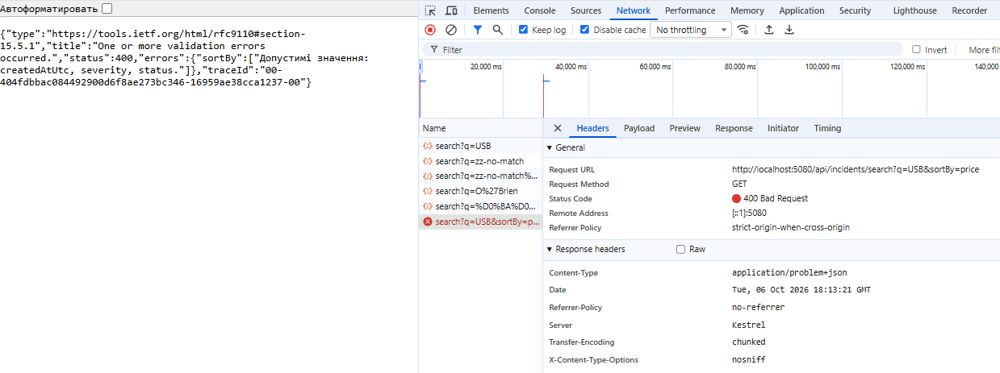 Автоформатировать
{"type":"https://tools.ietf.org/html/rfc9110#section-
15.5.1","title":"One or more validation errors
occurred.","status":400,"errors":{"sortBy":["Допустимі значення:
createdAtUtc, severity, status."]},"traceId":"00-
404fdbbac084492900d6f8ae273bc346-16959ae38cca1237-00"}
Elements Console Sources Network Performance Memory Application Security Lighthouse Recorder
Keep log Disable cache No throttling
Filter Invert More filt
20,000 ms 40,000 ms 60,000 ms 80,000 ms 100,000 ms 120,000 ms 140,000
Name
search?q=USB
search?q=zz-no-match
search?q=zz-no-match%...
search?q=O%27Brien
search?q=%D0%BA%D0...
search?q=USB&sortBy=p...
Headers Payload Preview Response Initiator Timing
General
Request URL http://localhost:5080/api/incidents/search?q=USB&sortBy=price
Request Method GET
Status Code 400 Bad Request
Remote Address [::1]:5080
Referrer Policy strict-origin-when-cross-origin
Response headers Raw
Content-Type application/problem+json
Date Tue, 06 Oct 2026 18:13:21 GMT
Referrer-Policy no-referrer
Server Kestrel
Transfer-Encoding chunked
X-Content-Type-Options nosniff